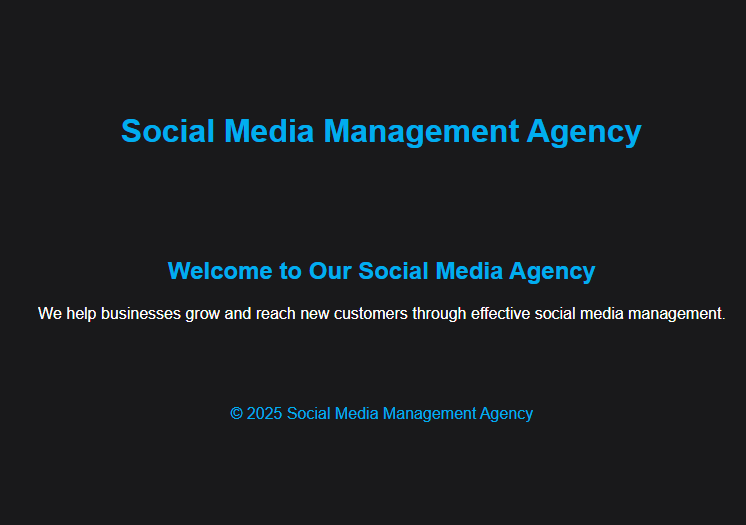 Social Media Management Agency
Welcome to Our Social Media Agency
We help businesses grow and reach new customers through effective social media management.
© 2025 Social Media Management Agency